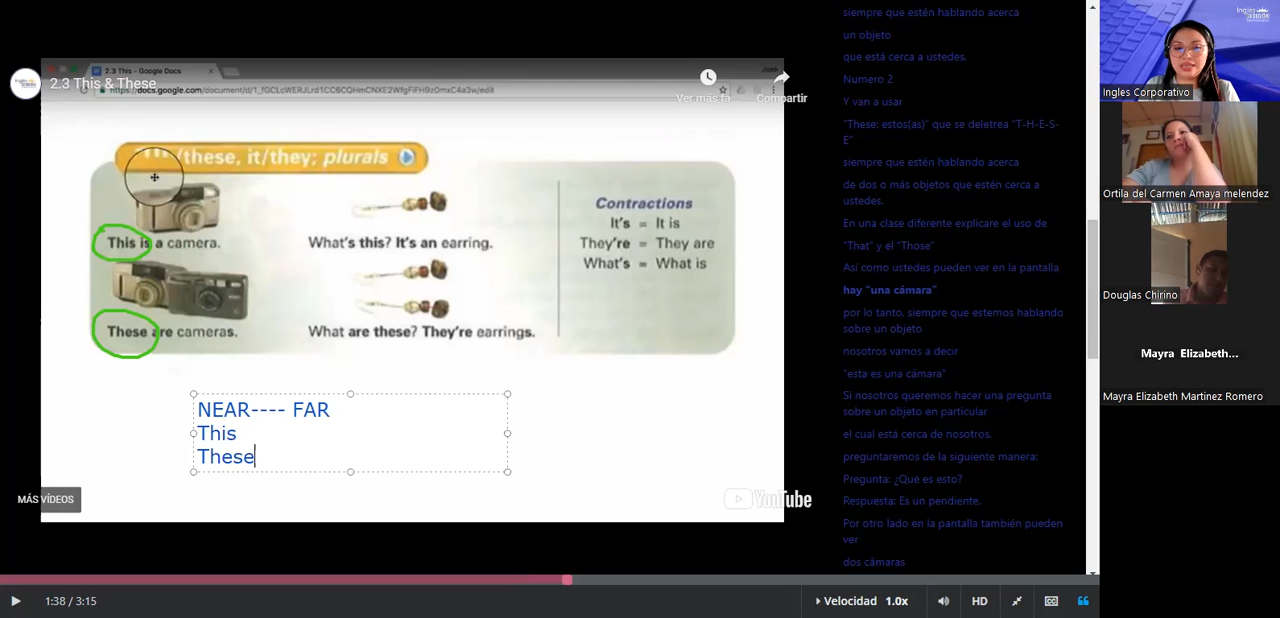 2.3 This - Google Docs
2.3 This & These
Ver más ta
Compartir
/these, it/they; plurals
This is a camera.
What's this? It's an earring.
These are cameras.
What are these? They're earrings.
Contractions
It's = It is
They're = They are
What's = What is
NEAR---- FAR
This
These
MÁS VÍDEOS
YouTube
siempre que estén hablando acerca
un objeto
que está cerca a ustedes.
Numero 2
Y van a usar
"These: estos(as)" que se deletrea "T-H-E-S-
E"
siempre que estén hablando acerca
de dos o más objetos que estén cerca a
ustedes.
En una clase diferente explicare el uso de
"That" y el "Those"
Así como ustedes pueden ver en la pantalla
hay "una cámara"
por lo tanto, siempre que estemos hablando
sobre un objeto
nosotros vamos a decir
"esta es una cámara"
Si nosotros queremos hacer una pregunta
sobre un objeto en particular
el cual está cerca de nosotros,
preguntaremos de la siguiente manera:
Pregunta: ¿Que es esto?
Respuesta: Es un pendiente.
Por otro lado en la pantalla también pueden
ver
dos cámaras
1:38 / 3:15
Velocidad 1.0x
HD
Ingles Corporativo
Ortila del Carmen Amaya melendez
Douglas Chirino
Mayra Elizabeth...
Mayra Elizabeth Martinez Romero